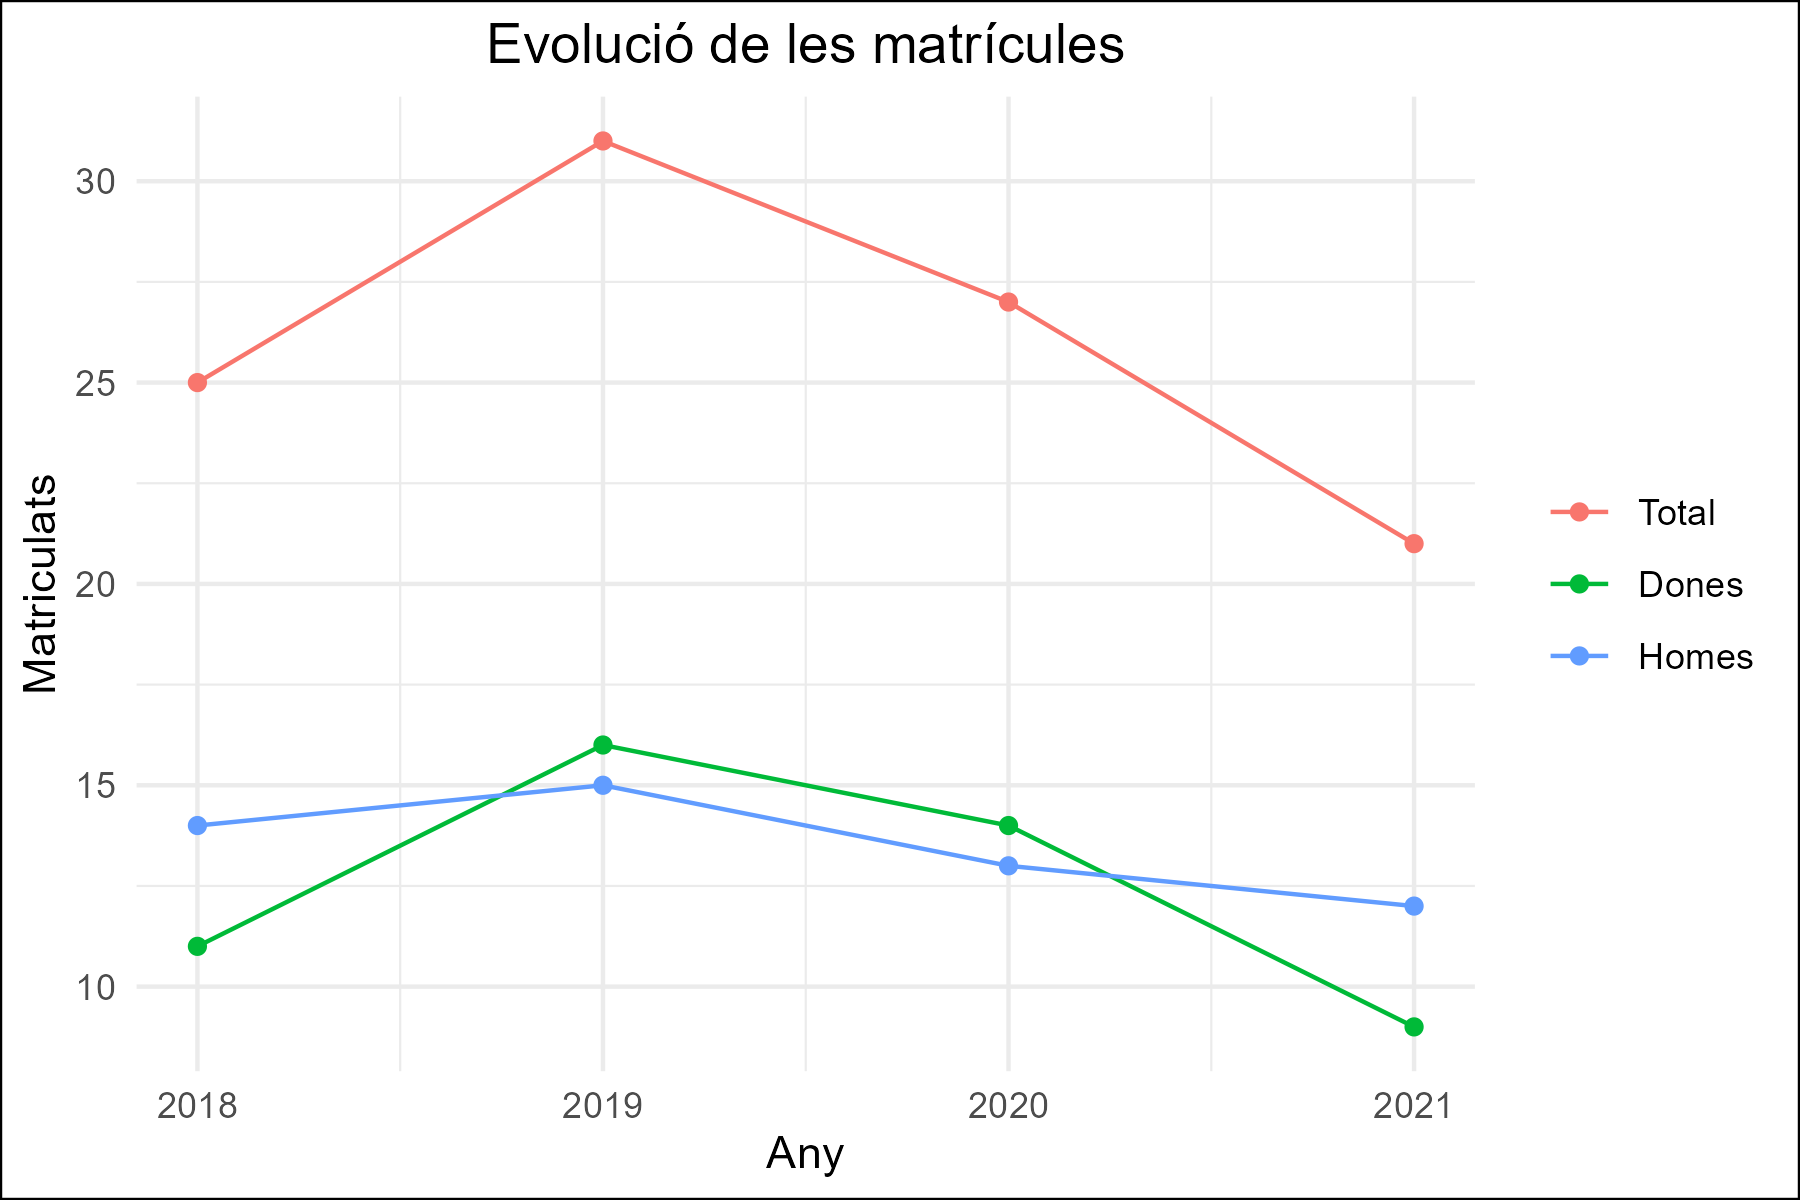 Evolució de les matrícules
30
25
20
15
10
Matriculats
2018
2019
2020
2021
Any
Total
Dones
Homes